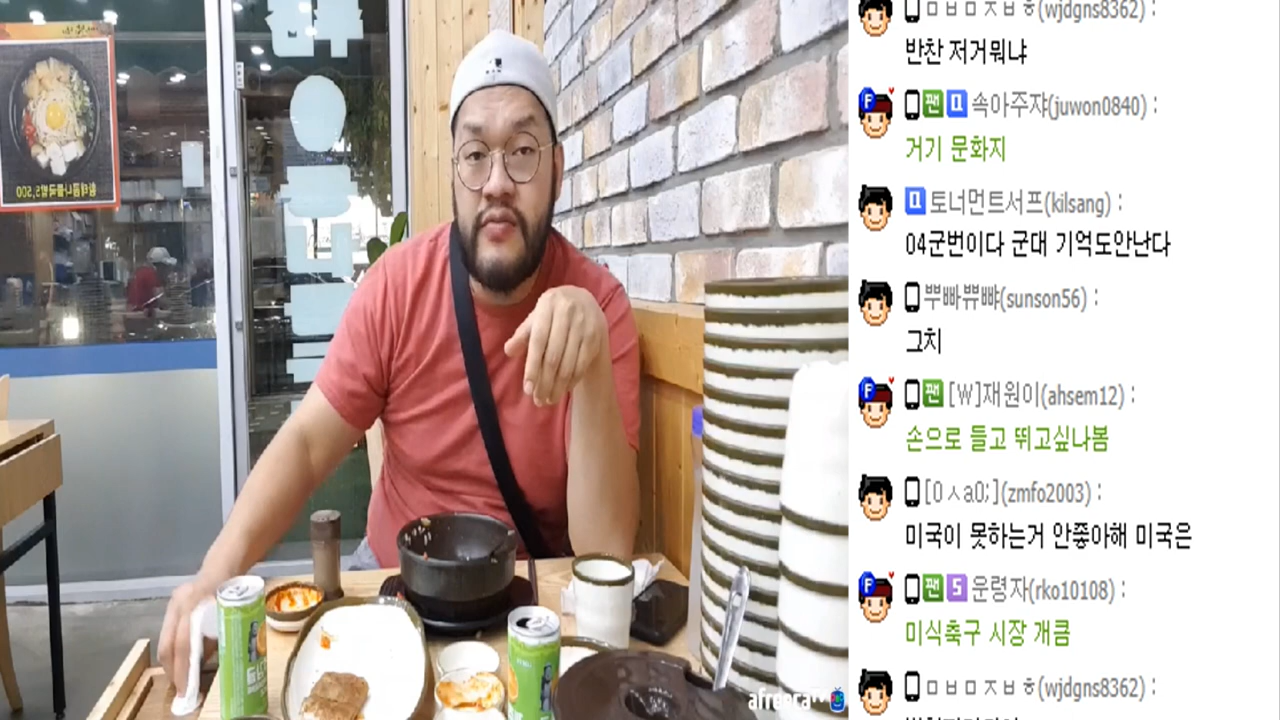 ㅁㅂㅁㅈㅂㅎ(wjdgns8362) :
반찬 저거뭐냐
팬 속아주쟈(juwon0840) :
거기 문화지
토너먼트서프(kilsang) :
04군번이다 군대 기억도안난다
뿌빠쀼뺘(sunson56) :
그치
팬 [W]재원이(ahsem12) :
손으로 들고 뛰고싶나봄
[0ㅅa0;](zmfo2003) :
미국이 못하는거 안좋아해 미국은
팬 S 운령자(rko10108) :
미식축구 시장 개큼
ㅁㅂㅁㅈㅂㅎ(wjdgns8362) :
afreecaTV